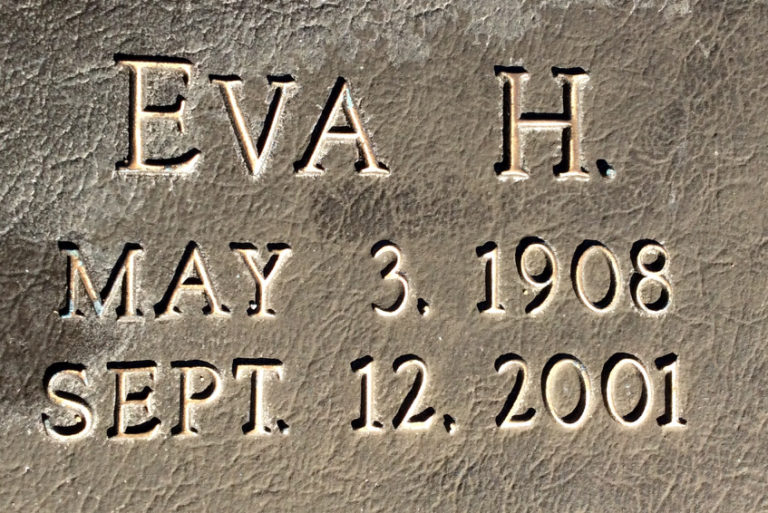 EVA H.
MAY 3, 1908
SEPT. 12, 2001